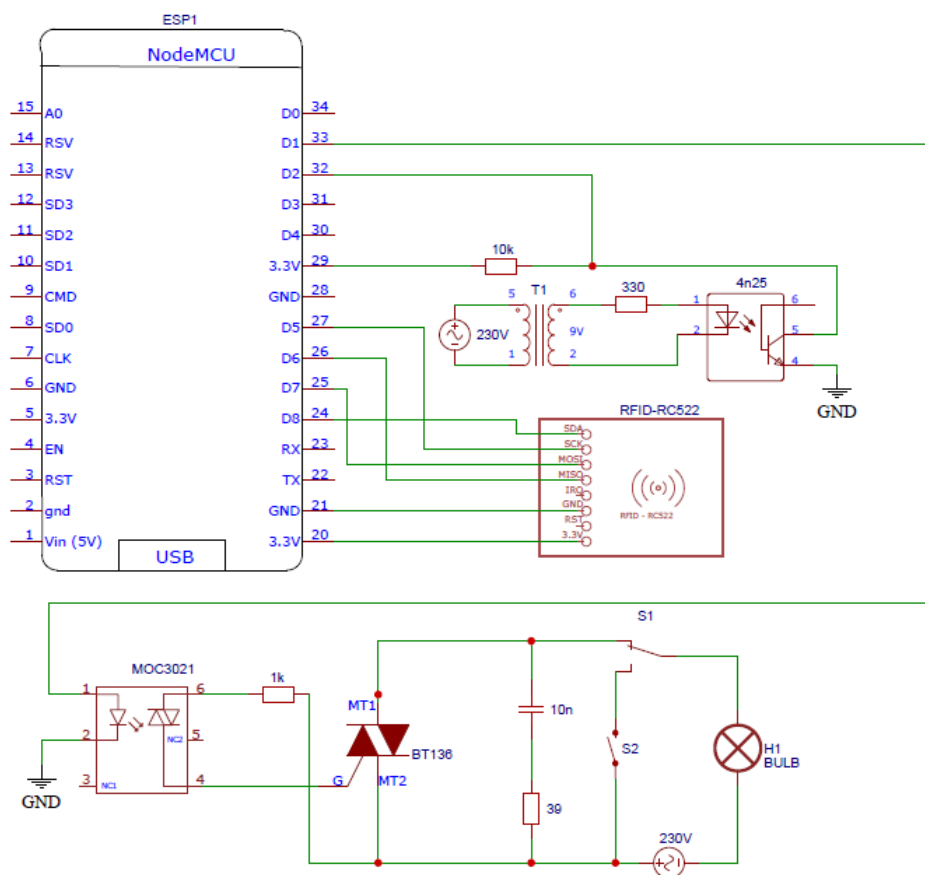 ESP1
NodeMCU
15 A0 D0 34
14 RSV D1 33
13 RSV D2 32
12 SD3 D3 31
11 SD2 D4 30
10 SD1 3.3V 29
9 CMD GND 28
8 SD0 D5 27
7 CLK D6 26
6 GND D7 25
5 3.3V D8 24
4 EN RX 23
3 RST TX 22
2 gnd GND 21
1 Vin (5V) 3.3V 20
USB
10k
T1
5 6
230V
9V
1 2
330
4n25
1 6
2 5
4
GND
RFID-RC522
SDA
SCK
MOSI
MISO
IRQ
GND
RST
3.3V
RFID - RC522
MOC3021
1 6
2 NC2 5
3 NC1 4
GND
1k
MT1
BT136
G MT2
10n
39
S1
S2
H1
BULB
230V